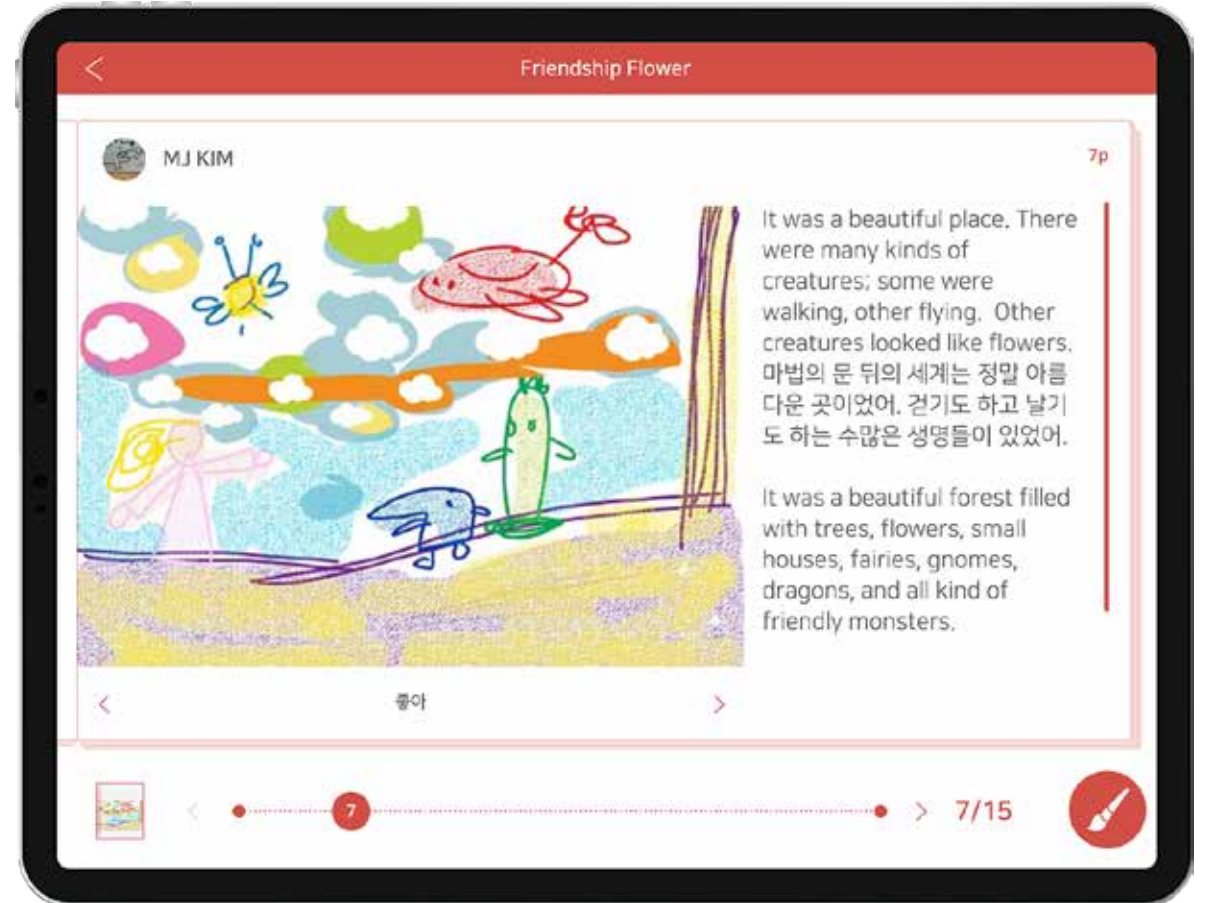 Friendship Flower
MJ KIM
7p
It was a beautiful place. There
were many kinds of
creatures; some were
walking, other flying.  Other
creatures looked like flowers.
마법의 문 뒤의 세계는 정말 아름
다운 곳이었어. 걷기도 하고 날기
도 하는 수많은 생명들이 있었어.
It was a beautiful forest filled
with trees, flowers, small
houses, fairies, gnomes,
dragons, and all kind of
friendly monsters.
좋아
7
7/15